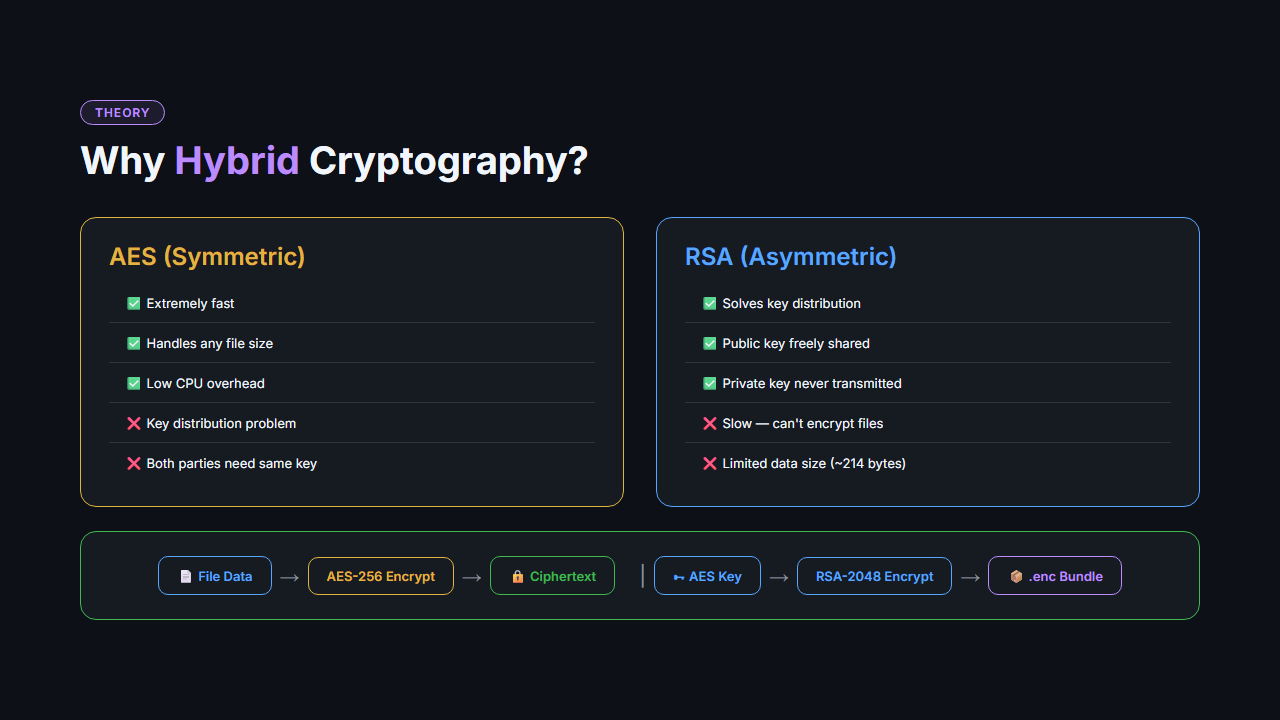 THEORY
Why Hybrid Cryptography?
AES (Symmetric)
✅ Extremely fast
✅ Handles any file size
✅ Low CPU overhead
❌ Key distribution problem
❌ Both parties need same key
RSA (Asymmetric)
✅ Solves key distribution
✅ Public key freely shared
✅ Private key never transmitted
❌ Slow — can't encrypt files
❌ Limited data size (~214 bytes)
📄 File Data → AES-256 Encrypt → 🔒 Ciphertext | 🗝 AES Key → RSA-2048 Encrypt → 📦 .enc Bundle